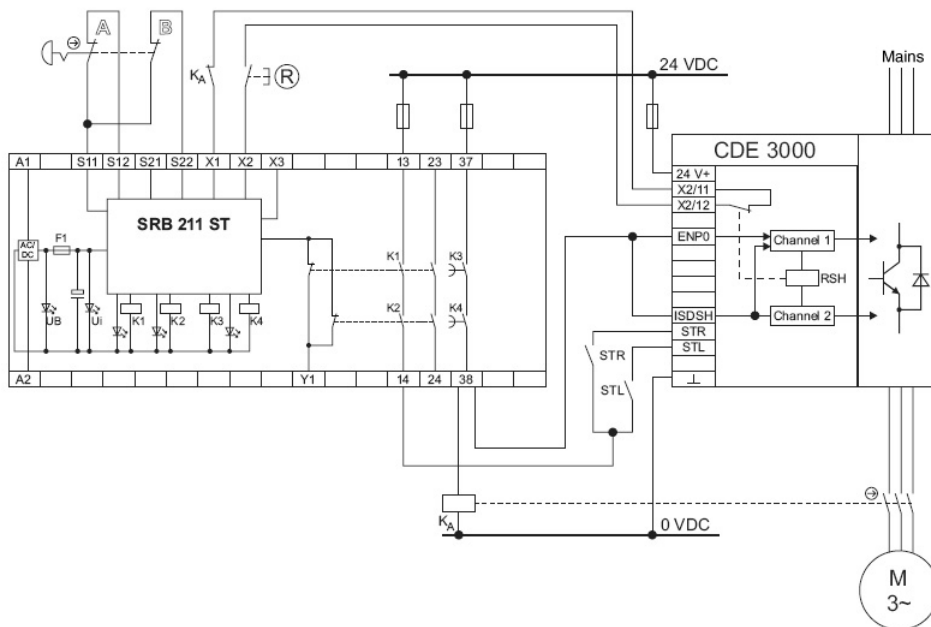 A B
K_A R
24 VDC
Mains
A1 S11 S12 S21 S22 X1 X2 X3 13 23 37
CDE 3000
24 V+
X2/11
X2/12
SRB 211 ST
AC/
DC
F1
ENP0 Channel 1
K1 K3
RSH
K2 K4
UB Ui K1 K2 K3 K4
ISDSH Channel 2
STR
STL
STR
STL
A2 Y1 14 24 38
K_A
0 VDC
M
3~